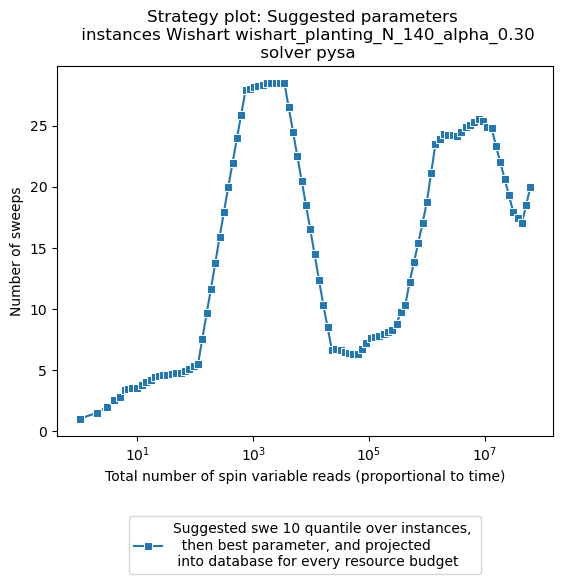 Strategy plot: Suggested parameters
instances Wishart wishart_planting_N_140_alpha_0.30
solver pysa
Number of sweeps
25
20
15
10
5
0
10^1
10^3
10^5
10^7
Total number of spin variable reads (proportional to time)
Suggested swe 10 quantile over instances,
then best parameter, and projected
into database for every resource budget